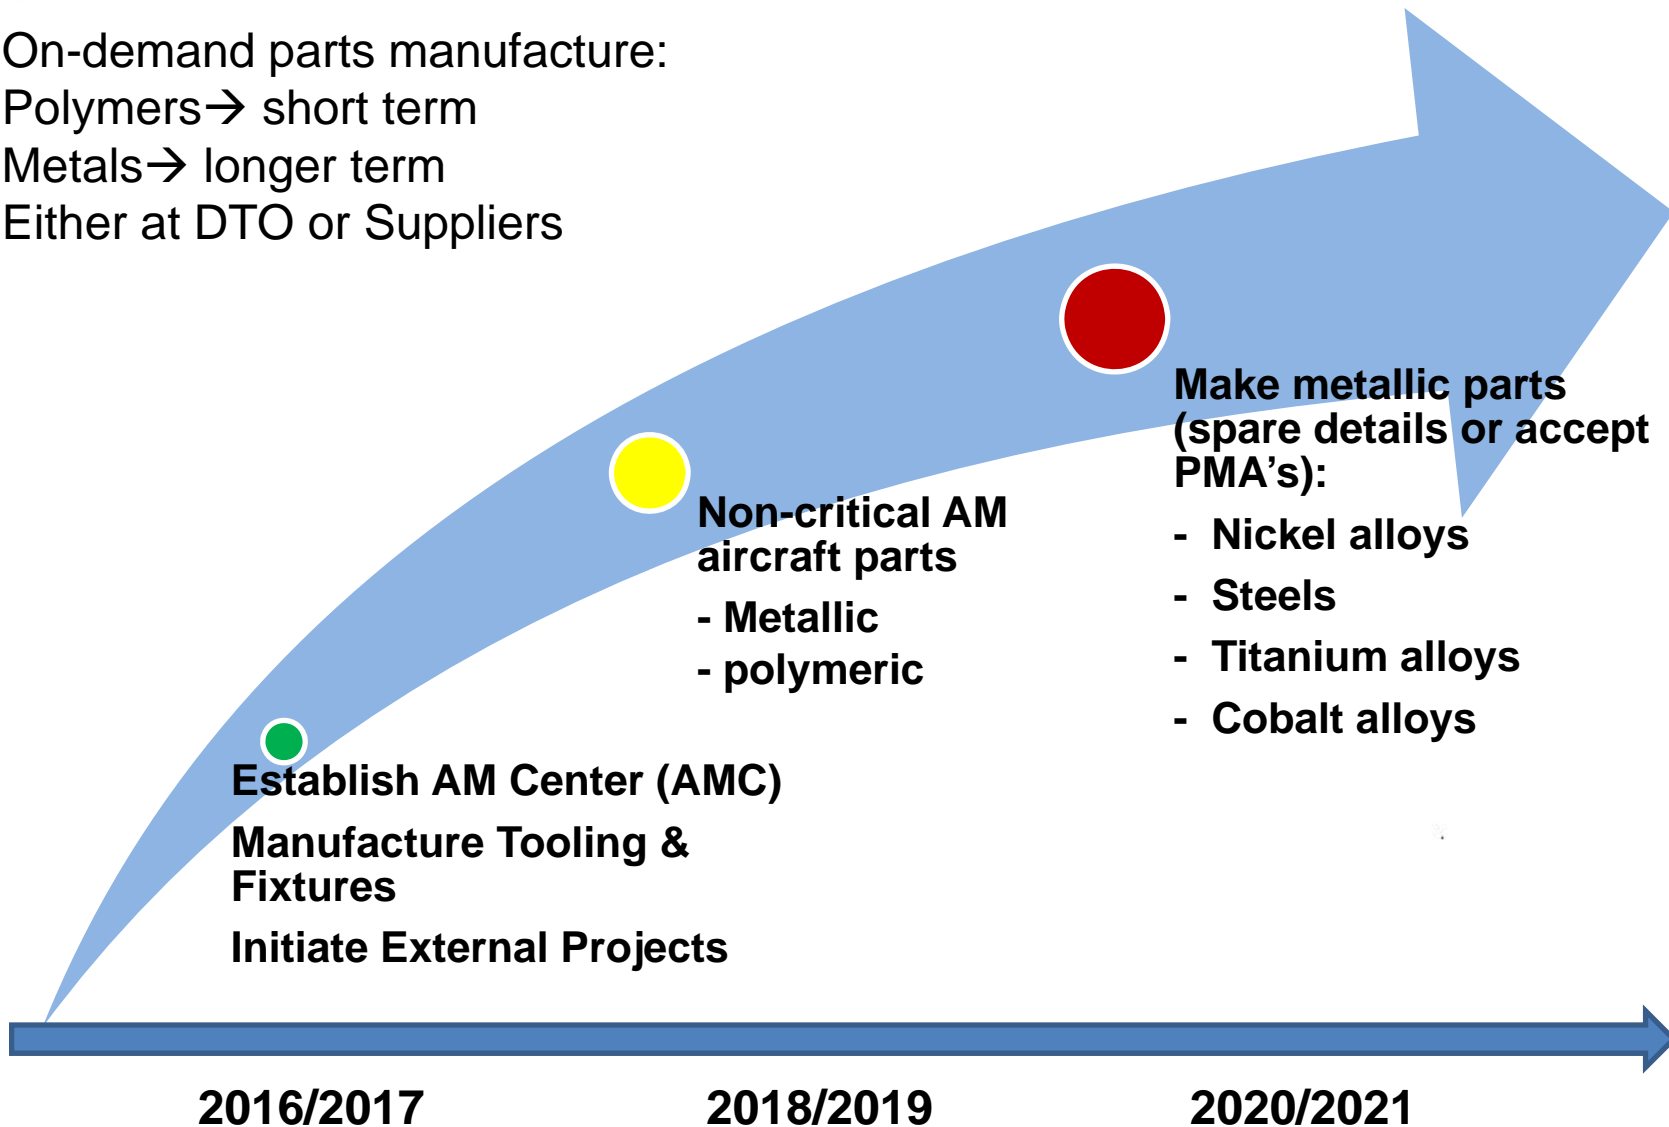 On-demand parts manufacture:
Polymers→ short term
Metals→ longer term
Either at DTO or Suppliers
Make metallic parts
(spare details or accept
PMA’s):
- Nickel alloys
- Steels
- Titanium alloys
- Cobalt alloys
Non-critical AM
aircraft parts
- Metallic
- polymeric
Establish AM Center (AMC)
Manufacture Tooling &
Fixtures
Initiate External Projects
2016/2017
2018/2019
2020/2021